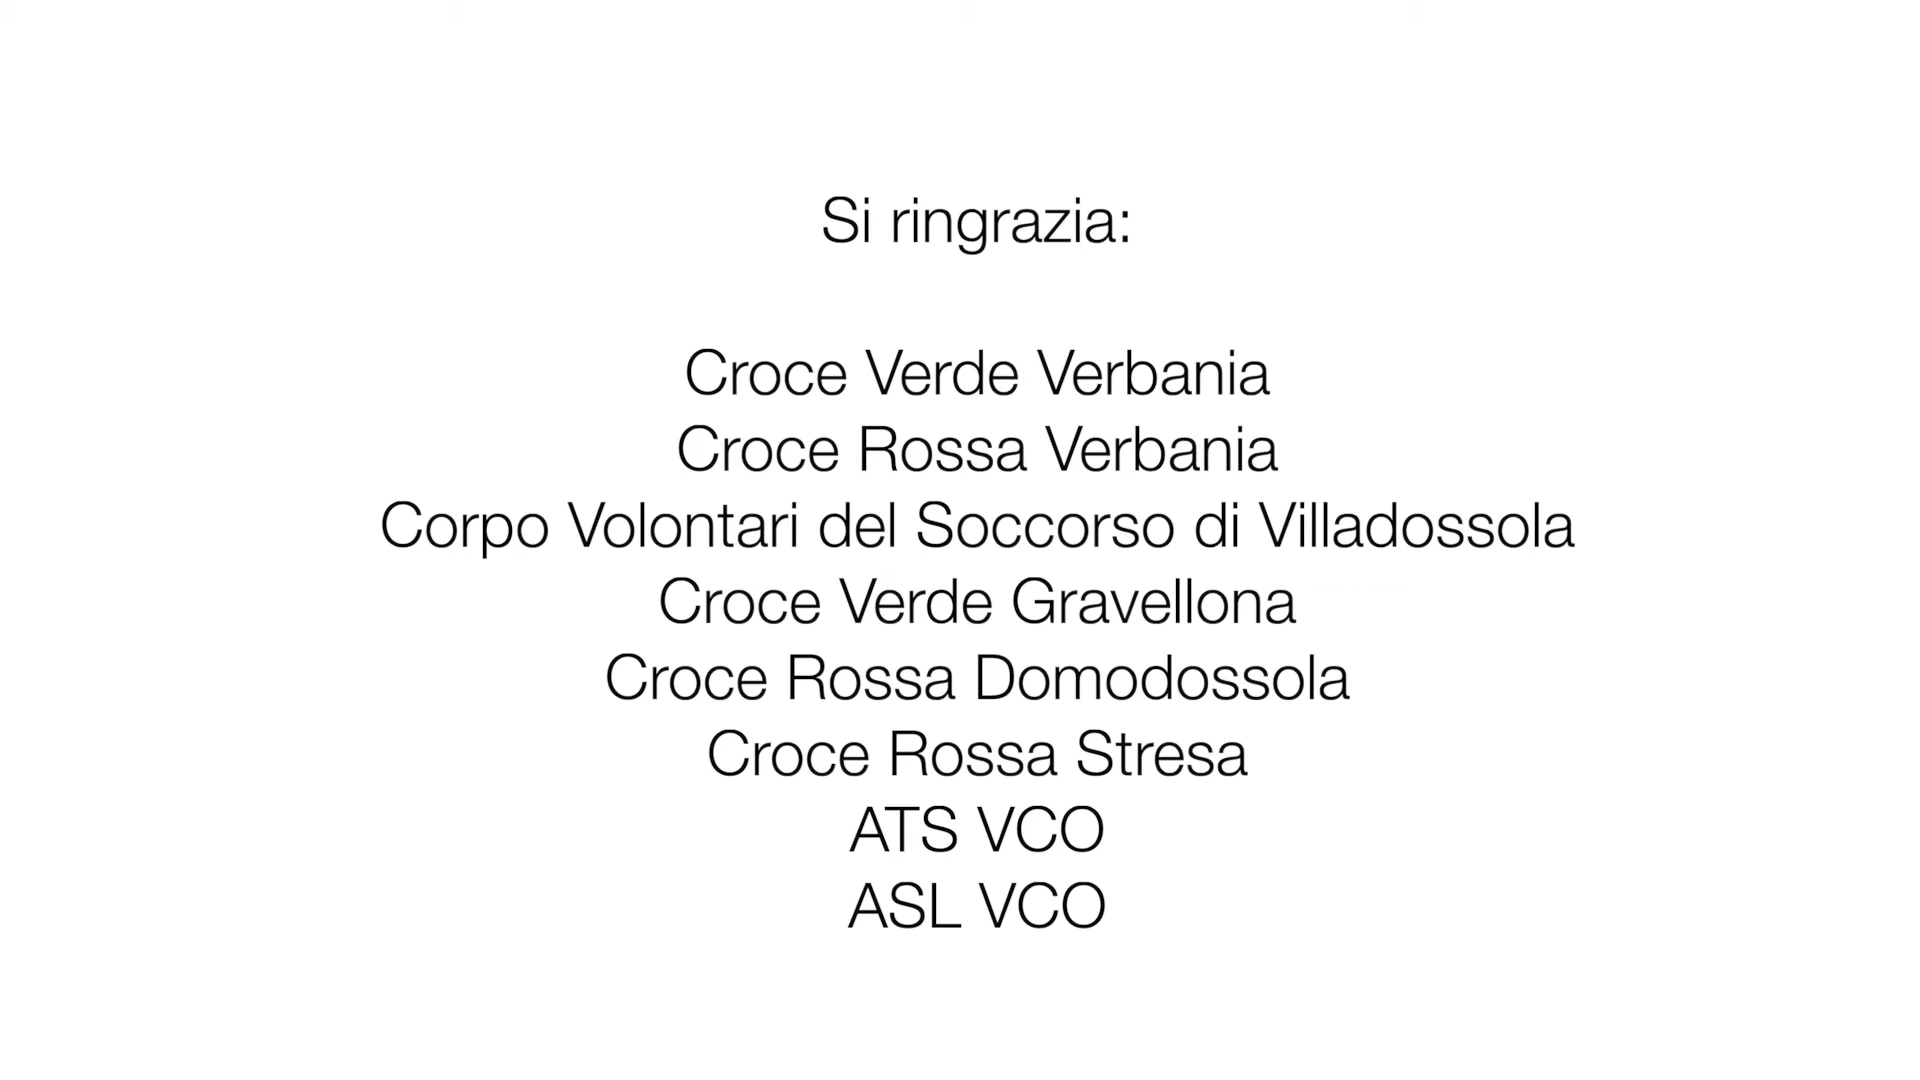 Si ringrazia:
Croce Verde Verbania
Croce Rossa Verbania
Corpo Volontari del Soccorso di Villadossola
Croce Verde Gravellona
Croce Rossa Domodossola
Croce Rossa Stresa
ATS VCO
ASL VCO